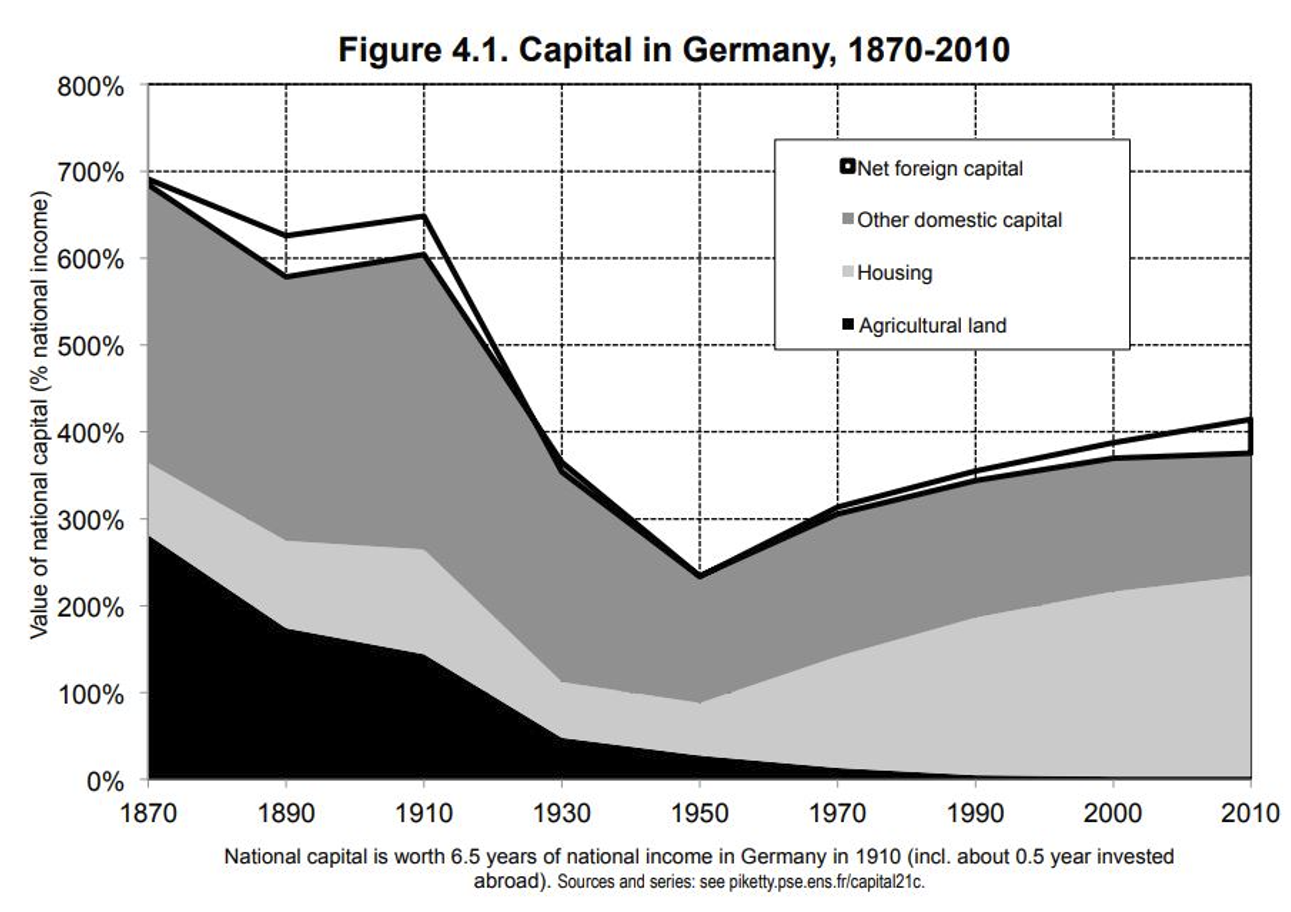 Figure 4.1. Capital in Germany, 1870-2010
Value of national capital (% national income)
800%
700%
600%
500%
400%
300%
200%
100%
0%
Net foreign capital
Other domestic capital
Housing
Agricultural land
1870 1890 1910 1930 1950 1970 1990 2000 2010
National capital is worth 6.5 years of national income in Germany in 1910 (incl. about 0.5 year invested
abroad). Sources and series: see piketty.pse.ens.fr/capital21c.